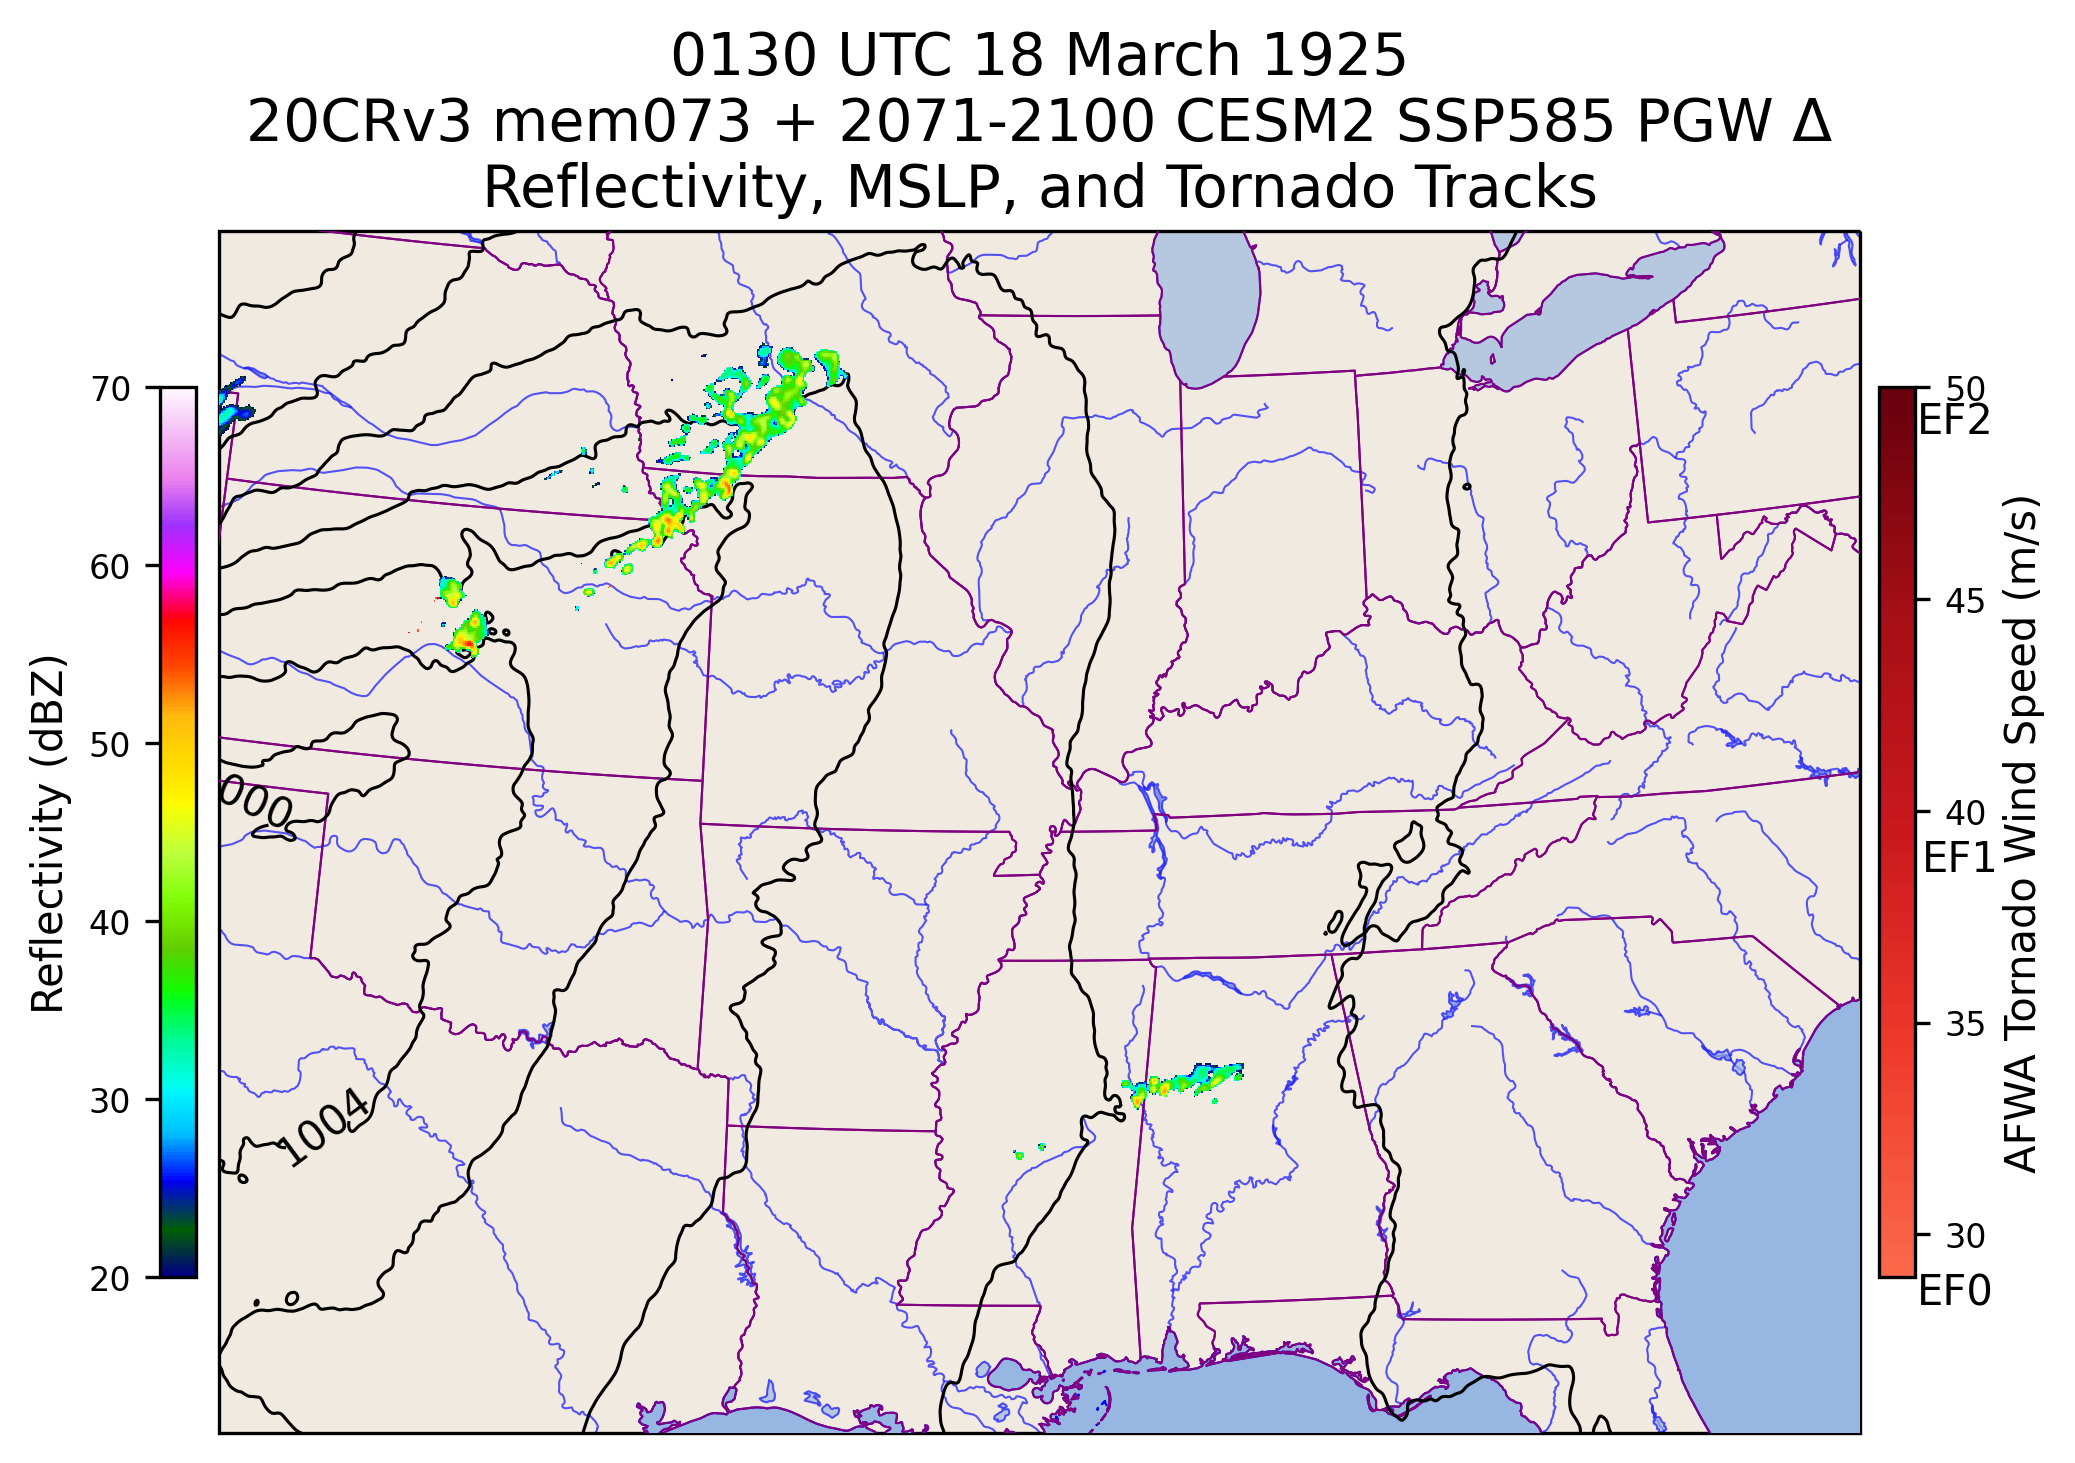 0130 UTC 18 March 1925
20CRv3 mem073 + 2071-2100 CESM2 SSP585 PGW Δ
Reflectivity, MSLP, and Tornado Tracks
Reflectivity (dBZ)
70
60
50
40
30
20
000
1004
50
EF2
45
40
EF1
35
30
EF0
AFWA Tornado Wind Speed (m/s)